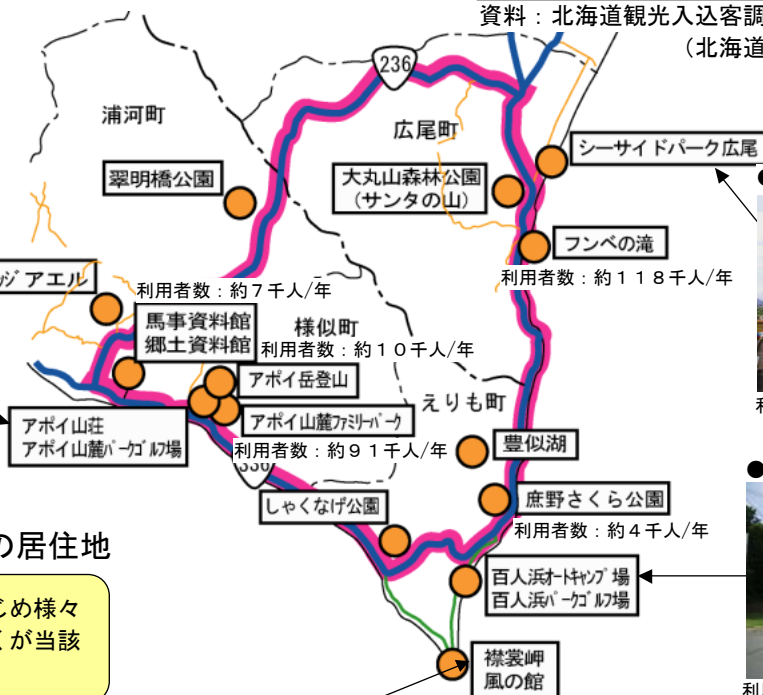 資料：北海道観光入込客調
（北海道
236
浦河町
広尾町
シーサイドパーク広尾
翠明橋公園
大丸山森林公園
（サンタの山）
フンベの滝
利用者数：約１１８千人/年
アエル
利用者数：約７千人/年
馬事資料館
郷土資料館
様似町
利用者数：約１０千人/年
アポイ岳登山
えりも町
アポイ山荘
アポイ山麓ﾊﾟｰｸｺﾞﾙﾌ場
アポイ山麓ﾌｧﾐﾘｰﾊﾟｰｸ
利用者数：約９１千人/年
336
豊似湖
しゃくなげ公園
庶野さくら公園
利用者数：約４千人/年
の居住地
じめ様々
が当該
百人浜ｵｰﾄｷｬﾝﾌﾟ場
百人浜ﾊﾟｰｸｺﾞﾙﾌ場
襟裳岬
風の館